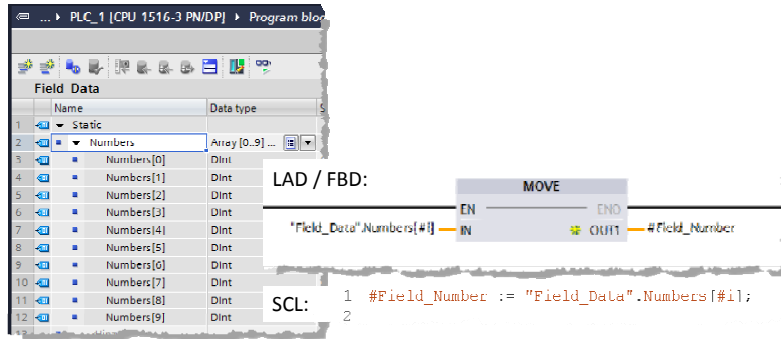 ... ▸ PLC_1 [CPU 1516-3 PN/DP] ▸ Program bloc
Field Data
Name Data type
1 Static
2 Numbers Array [0..9] ...
3 Numbers[0] DInt
4 Numbers[1] DInt
5 Numbers[2] DInt
6 Numbers[3] DInt
7 Numbers[4] DInt
8 Numbers[5] DInt
9 Numbers[6] DInt
10 Numbers[7] DInt
11 Numbers[8] DInt
12 Numbers[9] DInt
LAD / FBD:
MOVE
EN ENO
"Field_Data".Numbers[#i] IN OUT1 #Field_Number
SCL:
1 #Field_Number := "Field_Data".Numbers[#i];
2